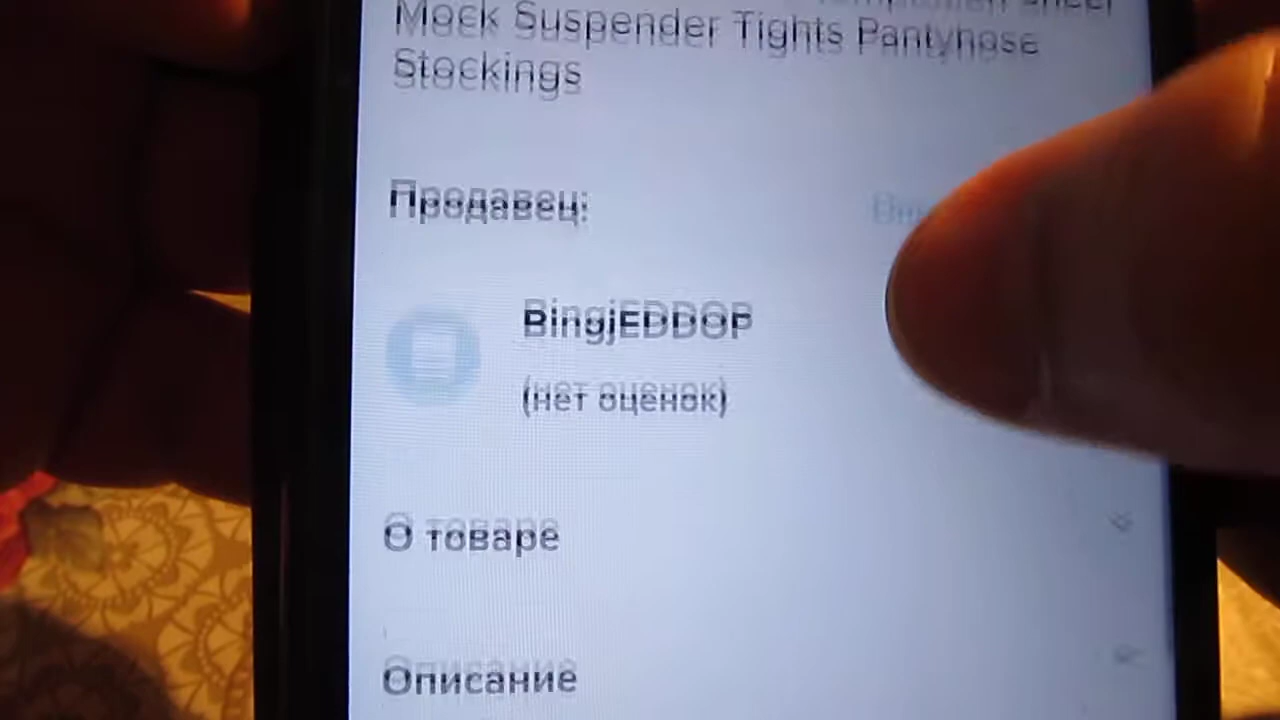 Mock Suspender Tights Pantyhose
Stockings
Продавец:
BingjEDDOP
(нет оценок)
О товаре
Описание